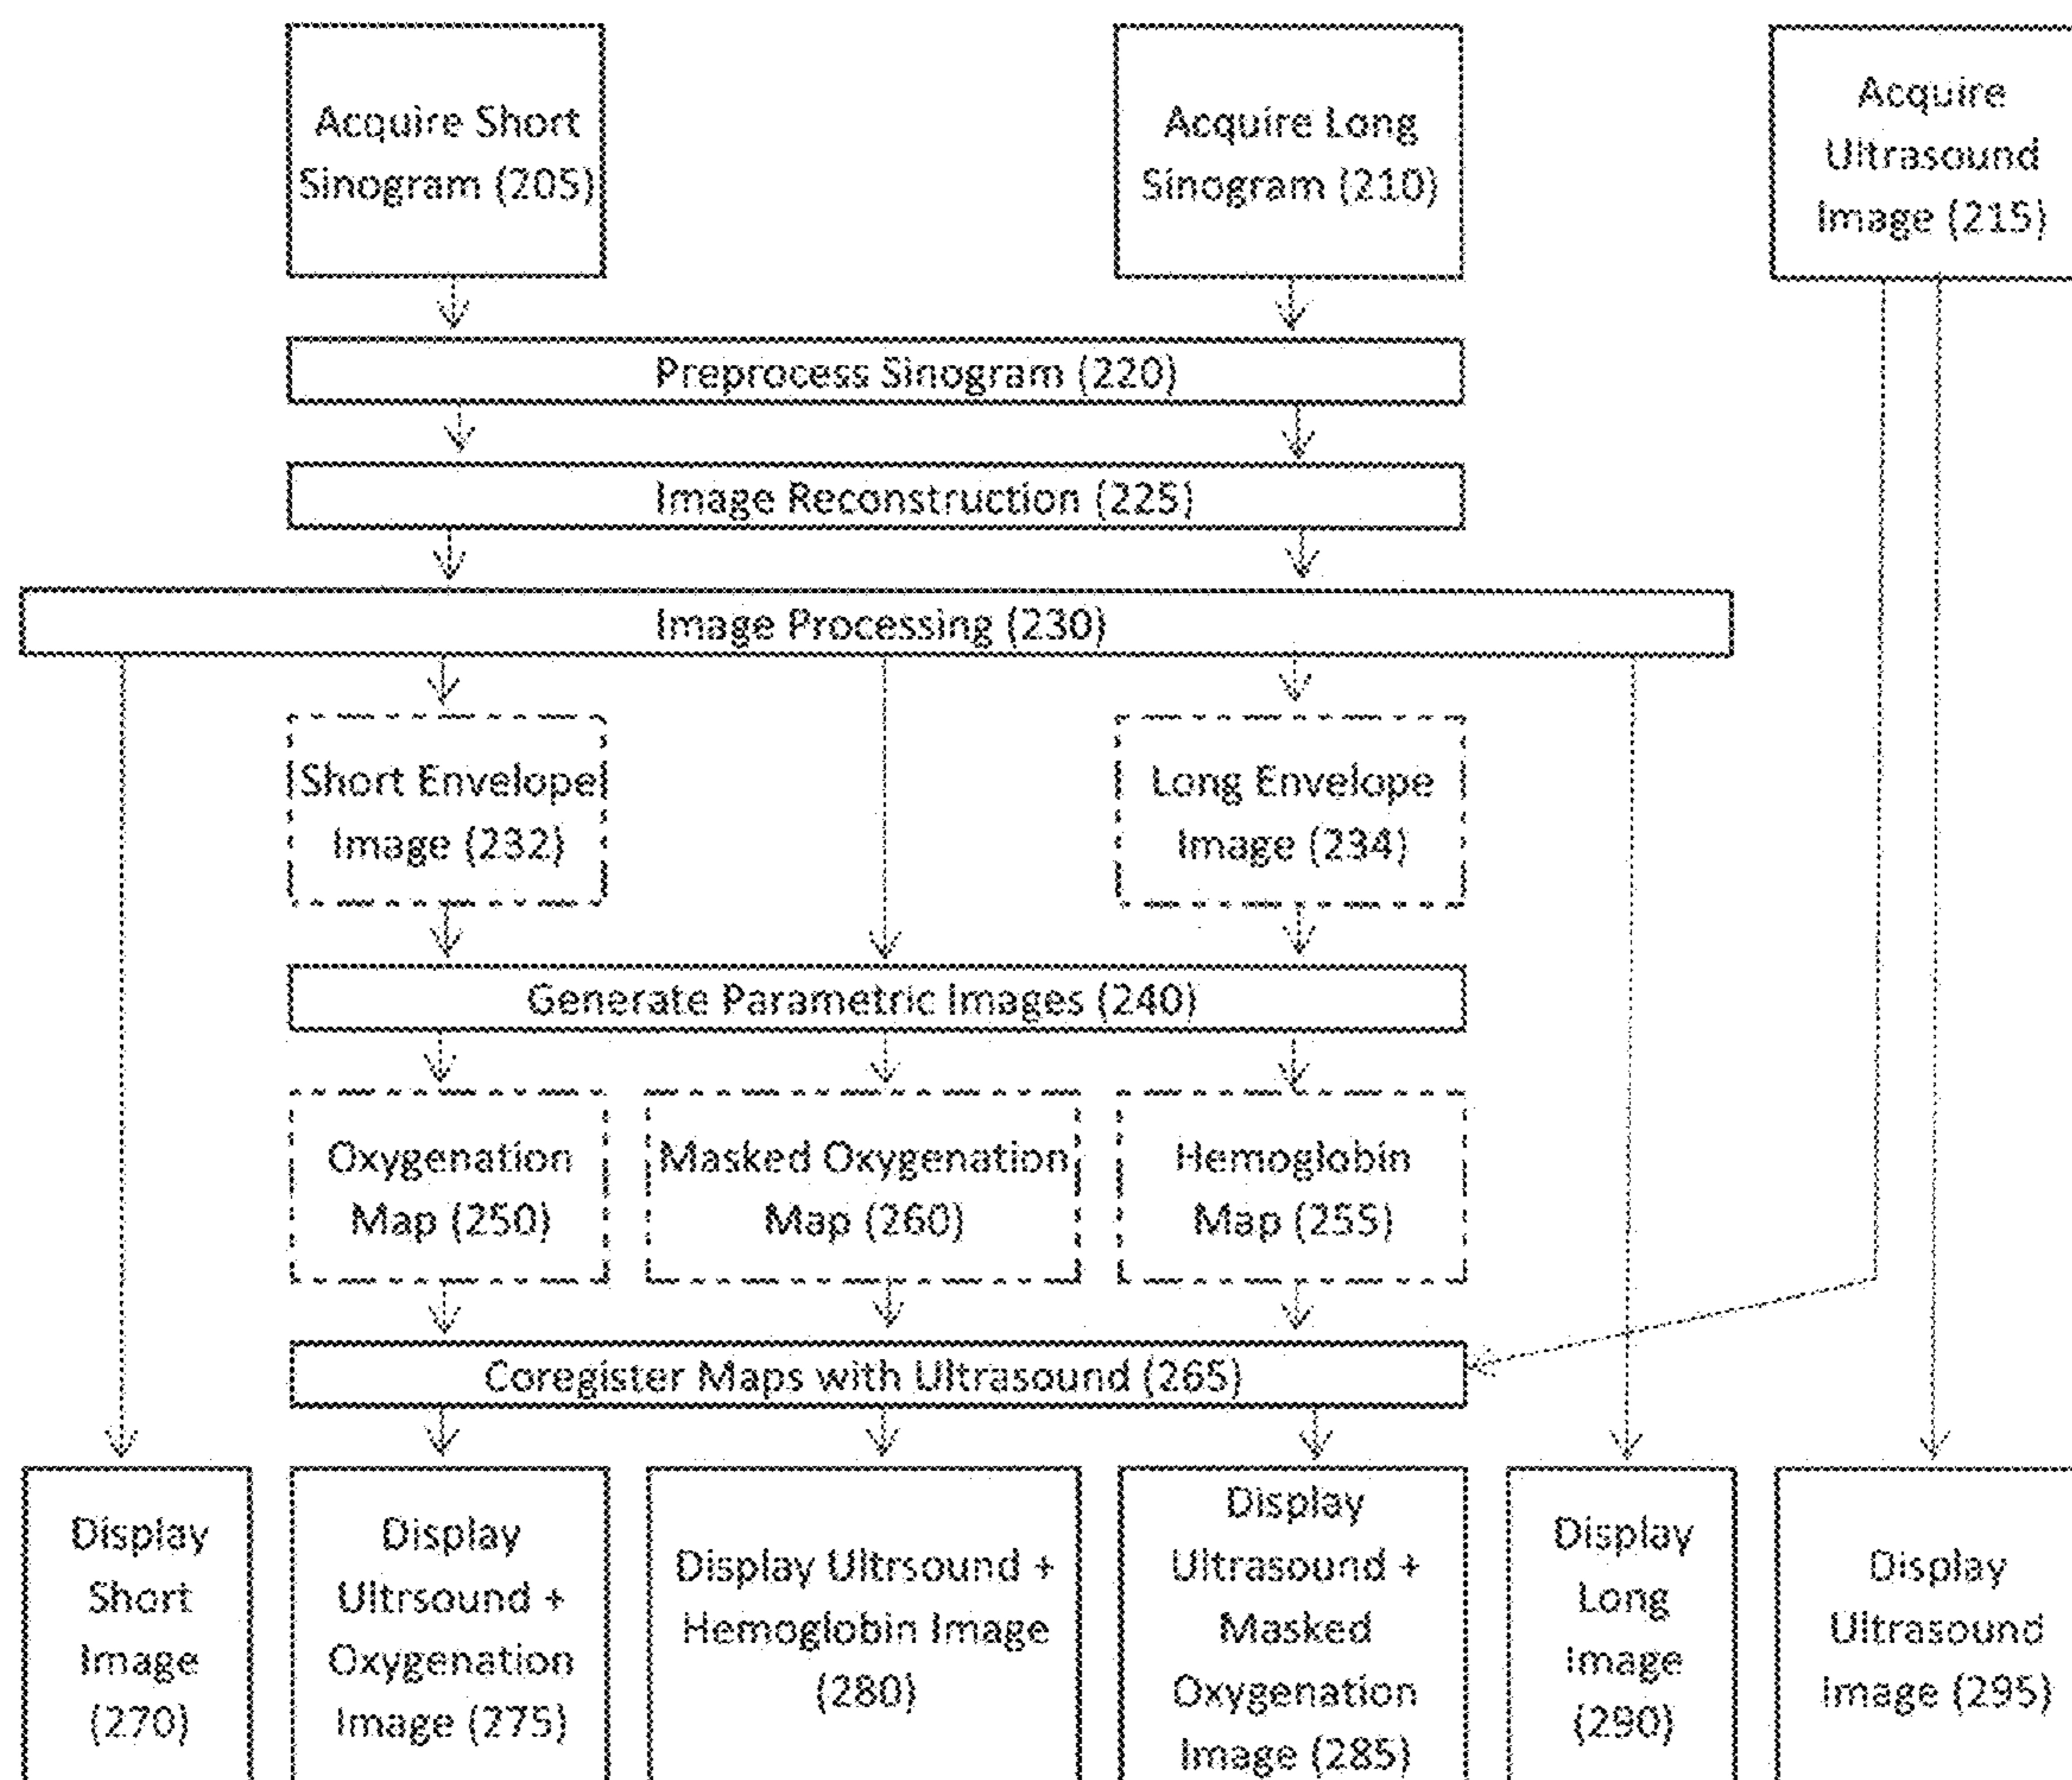 Acquire Short
Sinogram (205)
Acquire Long
Sinogram (210)
Acquire
Ultrasound
Image (215)
Preprocess Sinogram (220)
Image Reconstruction (225)
Image Processing (230)
Short Envelope
Image (232)
Long Envelope
Image (234)
Generate Parametric Images (240)
Oxygenation
Map (250)
Masked Oxygenation
Map (260)
Hemoglobin
Map (255)
Coregister Maps with Ultrasound (265)
Display
Short
Image
(270)
Display
Ultrsound +
Oxygenation
Image (275)
Display Ultrsound +
Hemoglobin Image
(280)
Display
Ultrasound +
Masked
Oxygenation
Image (285)
Display
Long
Image
(290)
Display
Ultrasound
Image (295)